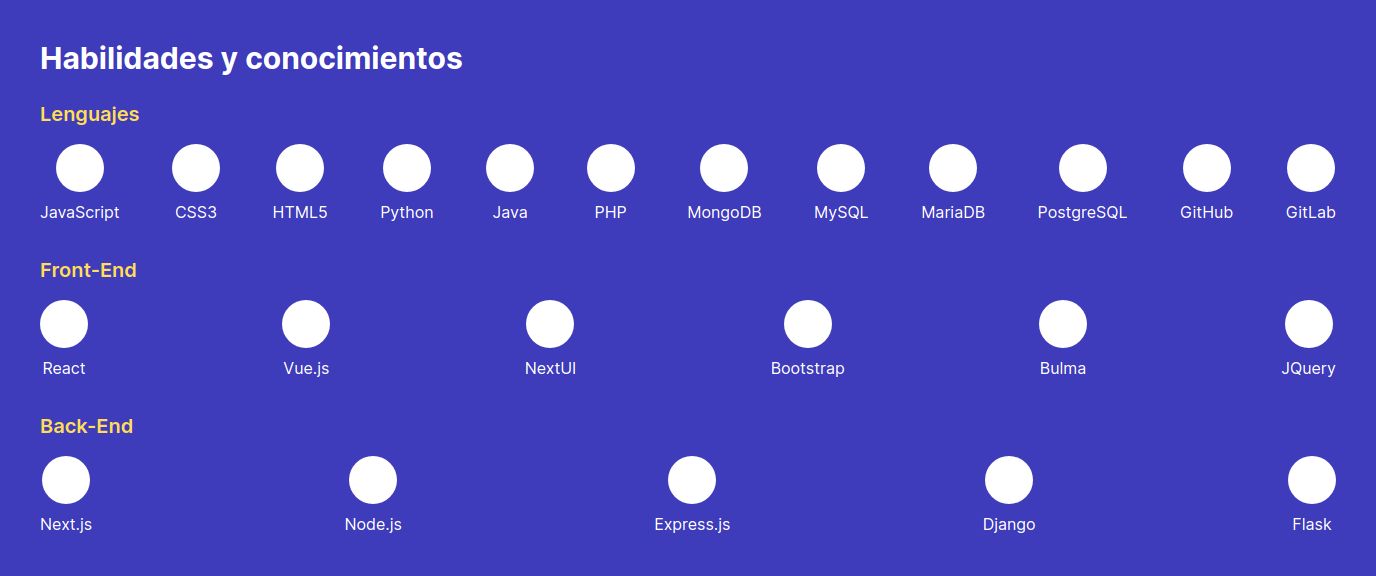 Habilidades y conocimientos
Lenguajes
JavaScript CSS3 HTML5 Python Java PHP MongoDB MySQL MariaDB PostgreSQL GitHub GitLab
Front-End
React Vue.js NextUI Bootstrap Bulma JQuery
Back-End
Next.js Node.js Express.js Django Flask